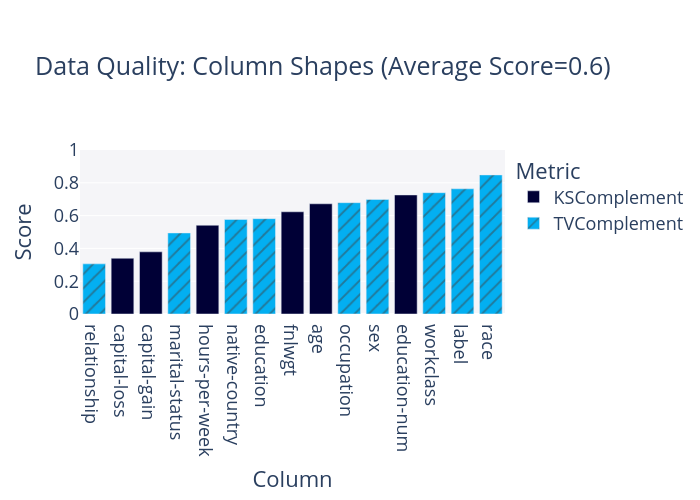 Data Quality: Column Shapes (Average Score=0.6)
Score
1
0.8
0.6
0.4
0.2
0
relationship
capital-loss
capital-gain
marital-status
hours-per-week
native-country
education
fnlwgt
age
occupation
sex
education-num
workclass
label
race
Column
Metric
KSComplement
TVComplement